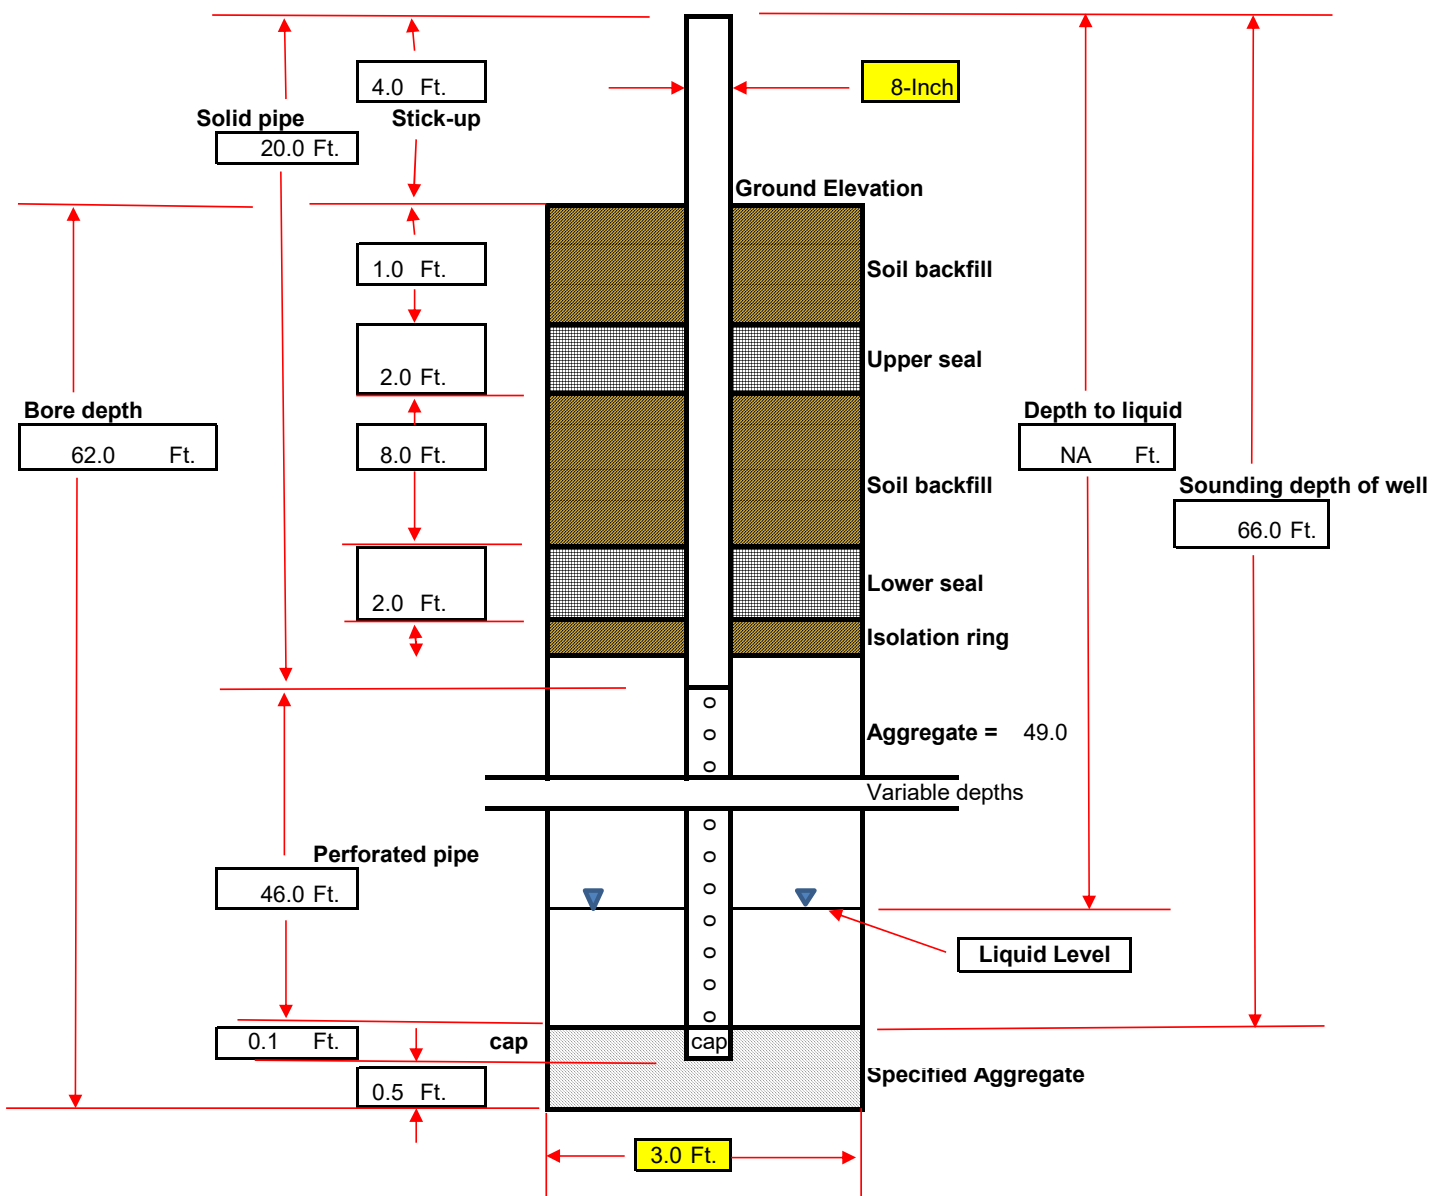 4.0 Ft.
8-Inch
Solid pipe
Stick-up
20.0 Ft.
Ground Elevation
1.0 Ft.
Soil backfill
Upper seal
2.0 Ft.
Bore depth
Depth to liquid
62.0 Ft.
8.0 Ft.
NA Ft.
Soil backfill
Sounding depth of well
66.0 Ft.
Lower seal
2.0 Ft.
Isolation ring
Aggregate = 49.0
Variable depths
Perforated pipe
46.0 Ft.
Liquid Level
0.1 Ft.
cap
cap
Specified Aggregate
0.5 Ft.
3.0 Ft.